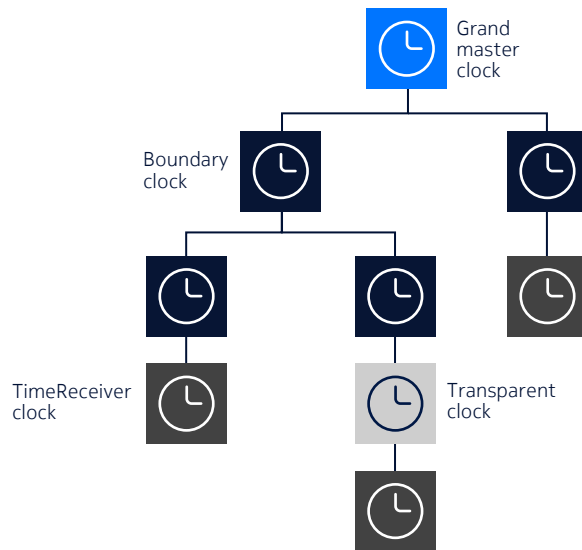 Grand
master
clock
Boundary
clock
TimeReceiver
clock
Transparent
clock